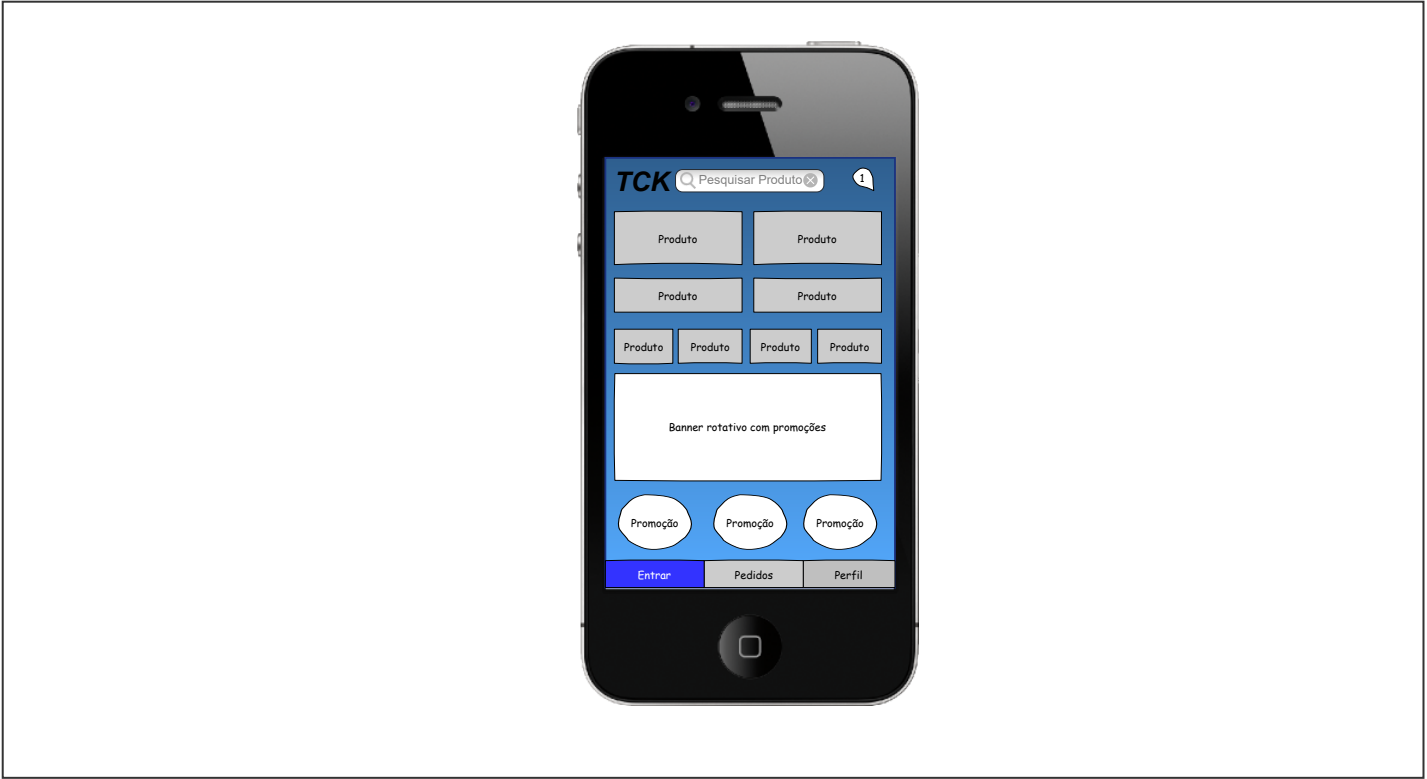 TCK
Pesquisar Produto
1
Produto
Produto
Produto
Produto
Produto
Produto
Produto
Produto
Banner rotativo com promoções
Promoção
Promoção
Promoção
Entrar
Pedidos
Perfil